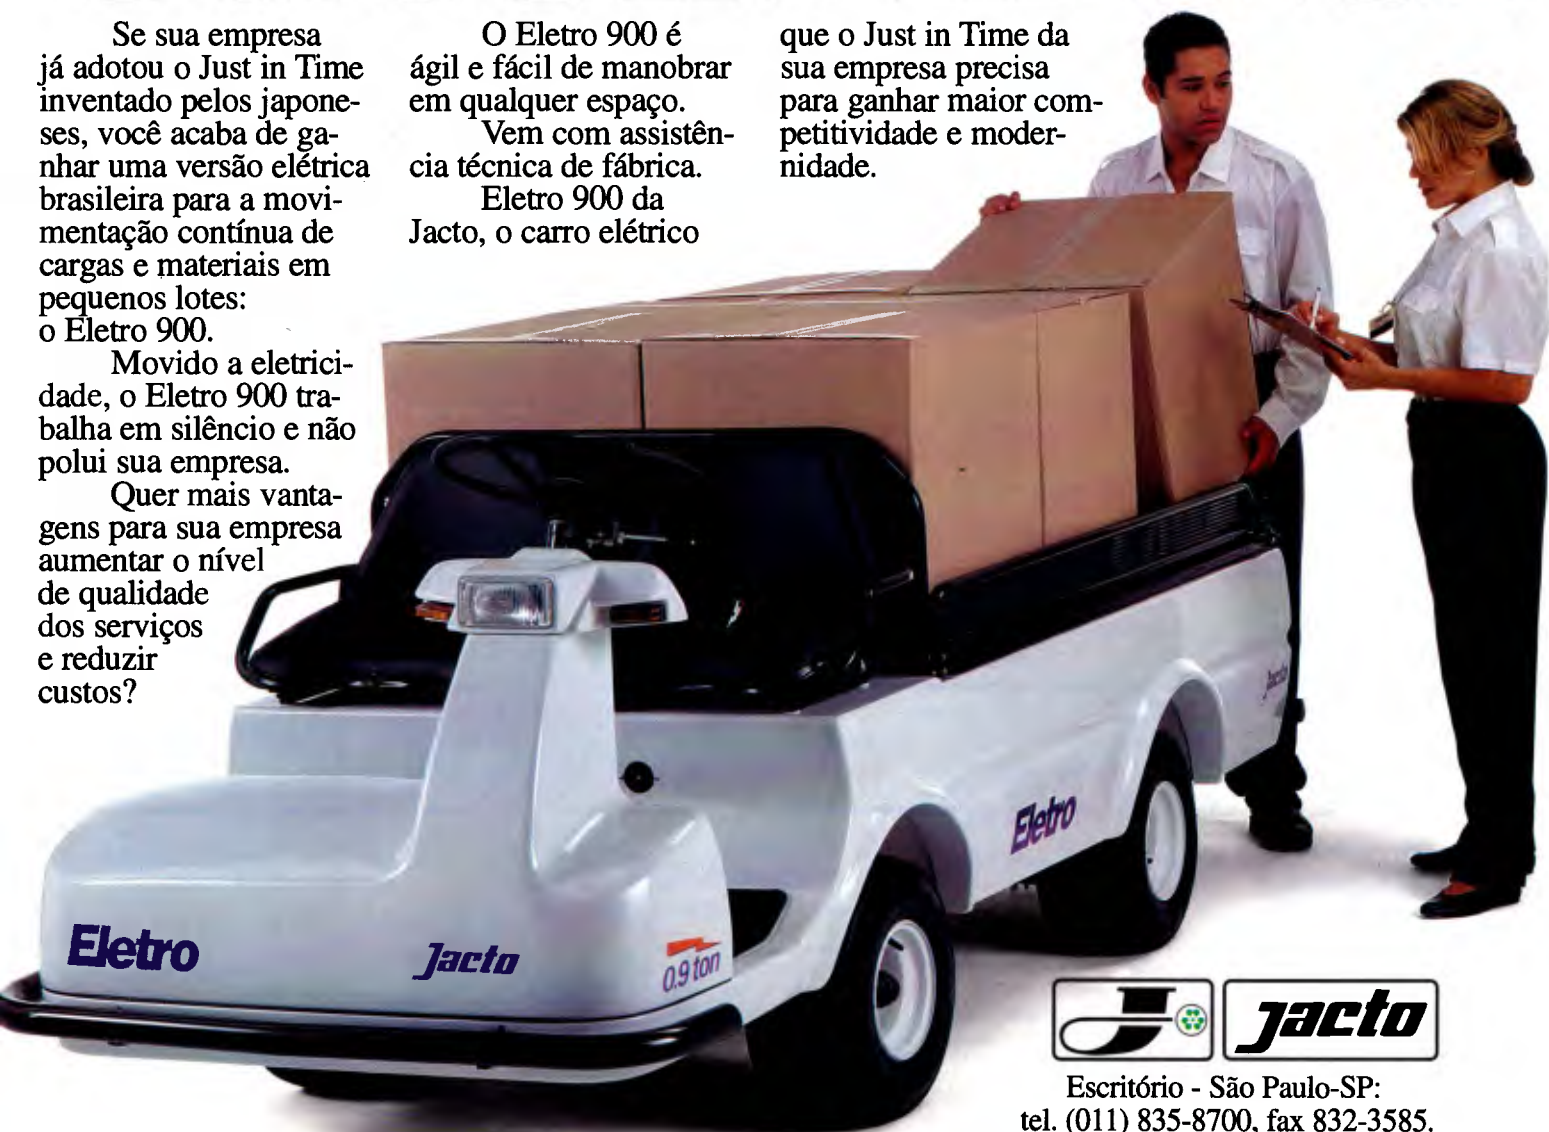 Se sua empresa
já adotou o Just in Time
inventado pelos japone-
ses, você acaba de ga-
nhar uma versão elétrica
brasileira para a movi-
mentação contínua de
cargas e materiais em
pequenos lotes:
o Eletro 900.
Movido a eletrici-
dade, o Eletro 900 tra-
balha em silêncio e não
polui sua empresa.
Quer mais vanta-
gens para sua empresa
aumentar o nível
de qualidade
dos serviços
e reduzir
custos?
O Eletro 900 é
ágil e fácil de manobrar
em qualquer espaço.
Vem com assistên-
cia técnica de fábrica.
Eletro 900 da
Jacto, o carro elétrico
que o Just in Time da
sua empresa precisa
para ganhar maior com-
petitividade e moder-
nidade.
Jacto
Eletro
Eletro
Jacto
0.9 ton
J
Jacto
Escritório - São Paulo-SP:
tel. (011) 835-8700, fax 832-3585.